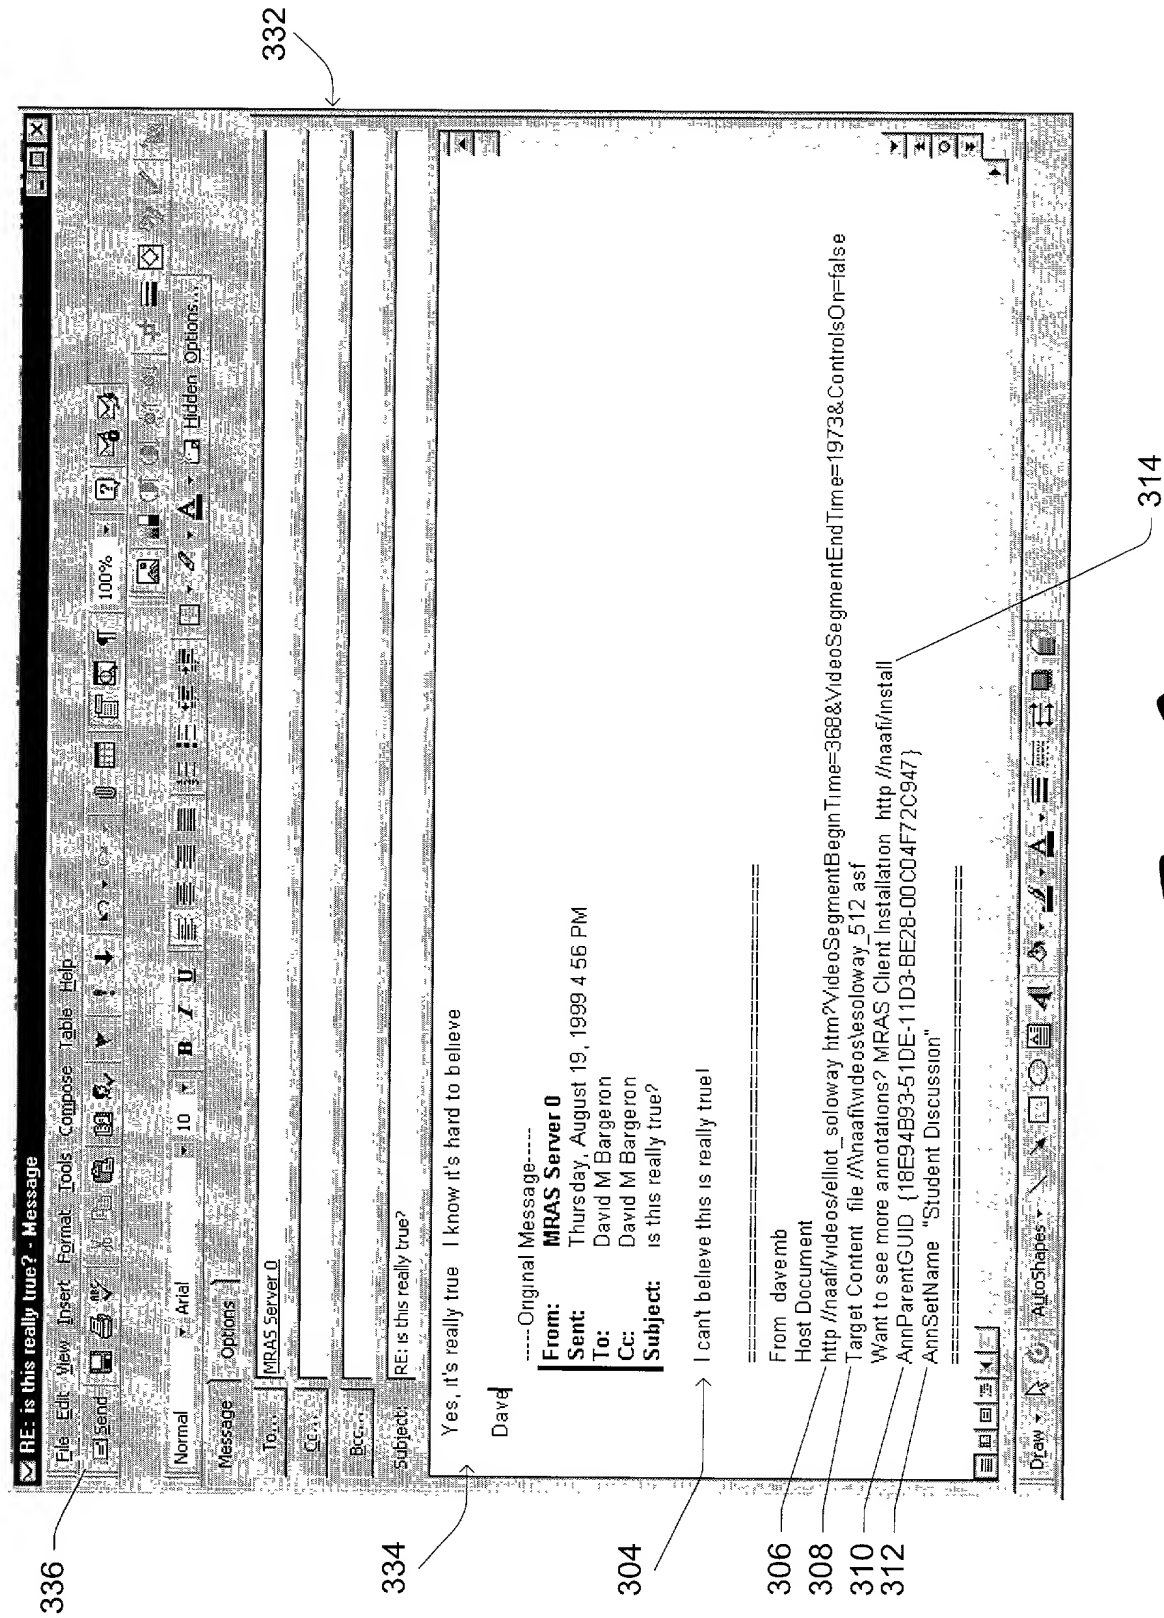 RE: is this really true? - Message
File Edit View Insert Format Tools Compose Table Help
Send 100%
Normal Arial 10 B I U A Hidden Options...
Message Options
To... MRAS Server 0
Cc...
Bcc...
Subject: RE: is this really true?
Yes, it's really true I know it's hard to believe
Dave
-----Original Message-----
From: MRAS Server 0
Sent: Thursday, August 19, 1999 4 56 PM
To: David M Bargeron
Cc: David M Bargeron
Subject: is this really true?
I can't believe this is really true!
==================================
From davemb
Host Document
http //naafi/videos/elliot_soloway htm?VideoSegmentBeginTime=368&VideoSegmentEndTime=1973&ControlsOn=false
Target Content file //\\naafi\videos\esoloway_512 asf
Want to see more annotations? MRAS Client Installation http //naafi/install
AnnParentGUID {18E94B93-51DE-11D3-BE28-00C04F72C947}
AnnSetName "Student Discussion"
==================================
Draw AutoShapes A A
336
334
304
306
308
310
312
332
314